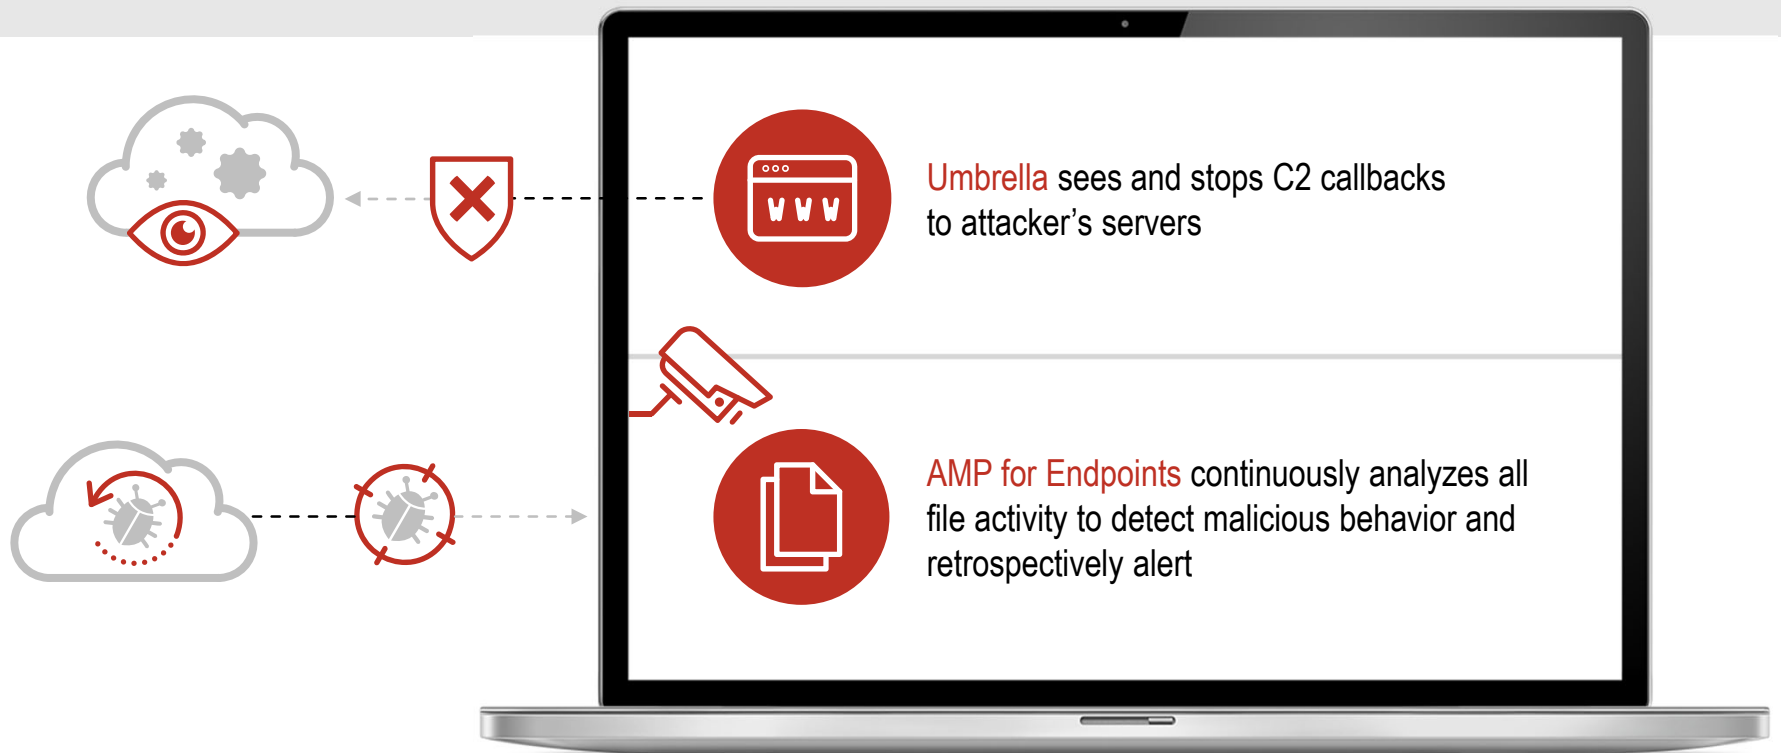 WWW
Umbrella sees and stops C2 callbacks
to attacker’s servers
AMP for Endpoints continuously analyzes all
file activity to detect malicious behavior and
retrospectively alert